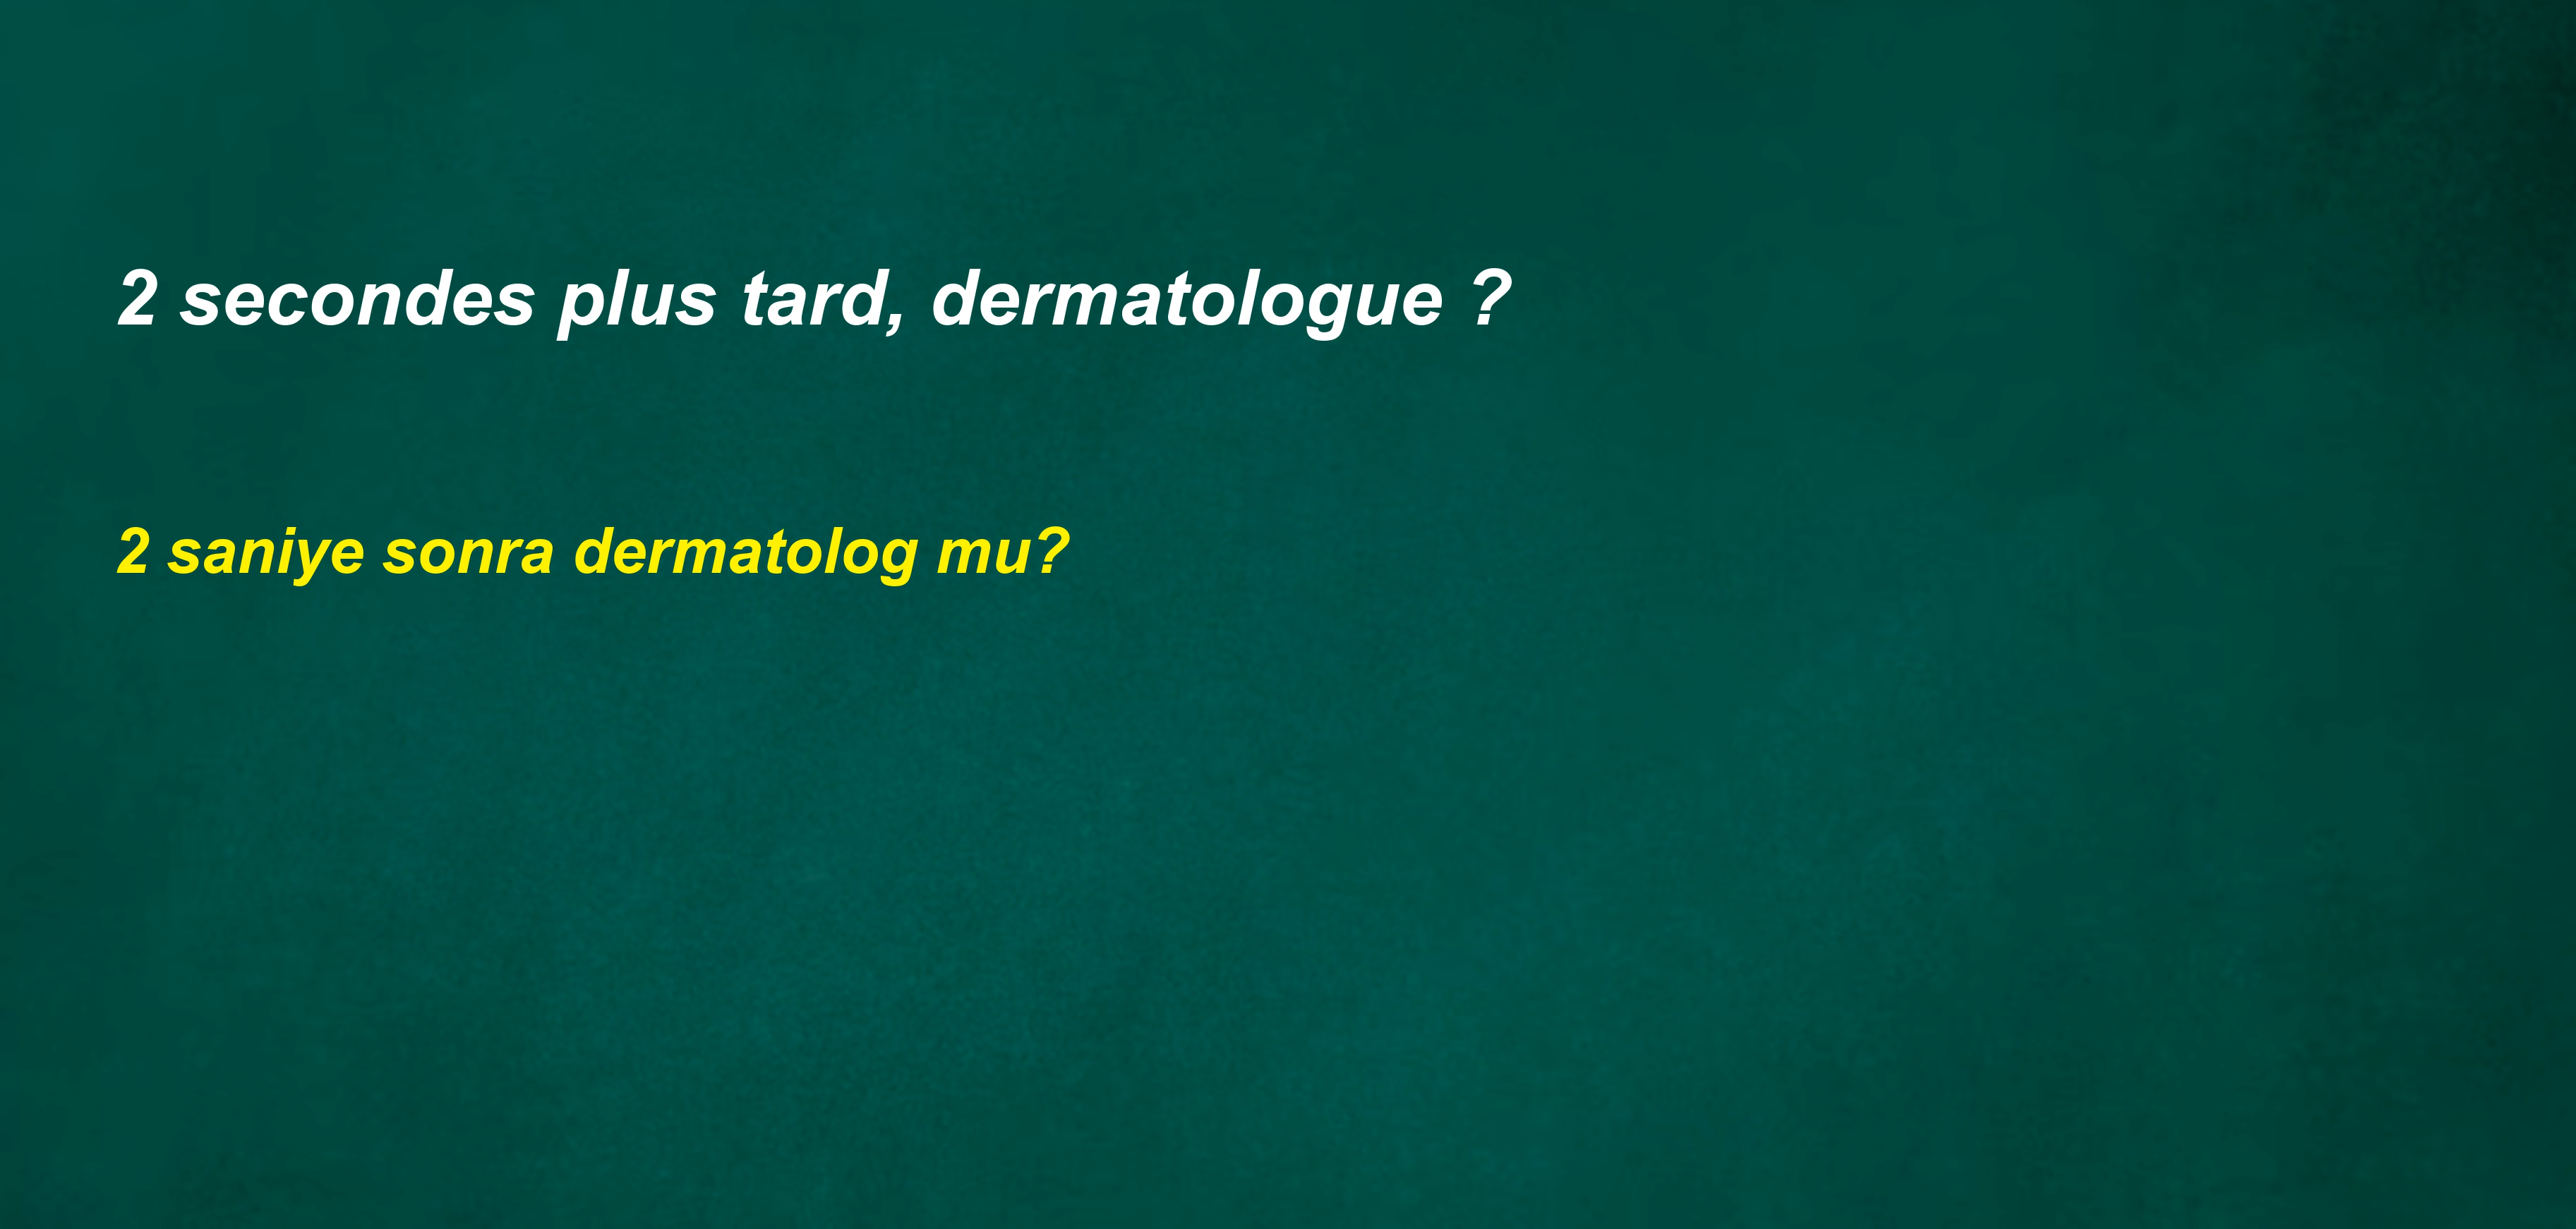 2 secondes plus tard, dermatologue ?
2 saniye sonra dermatolog mu?